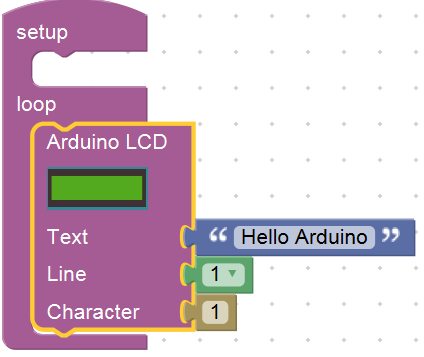 setup
loop
Arduino LCD
Text “ Hello Arduino ”
Line 1
Character 1